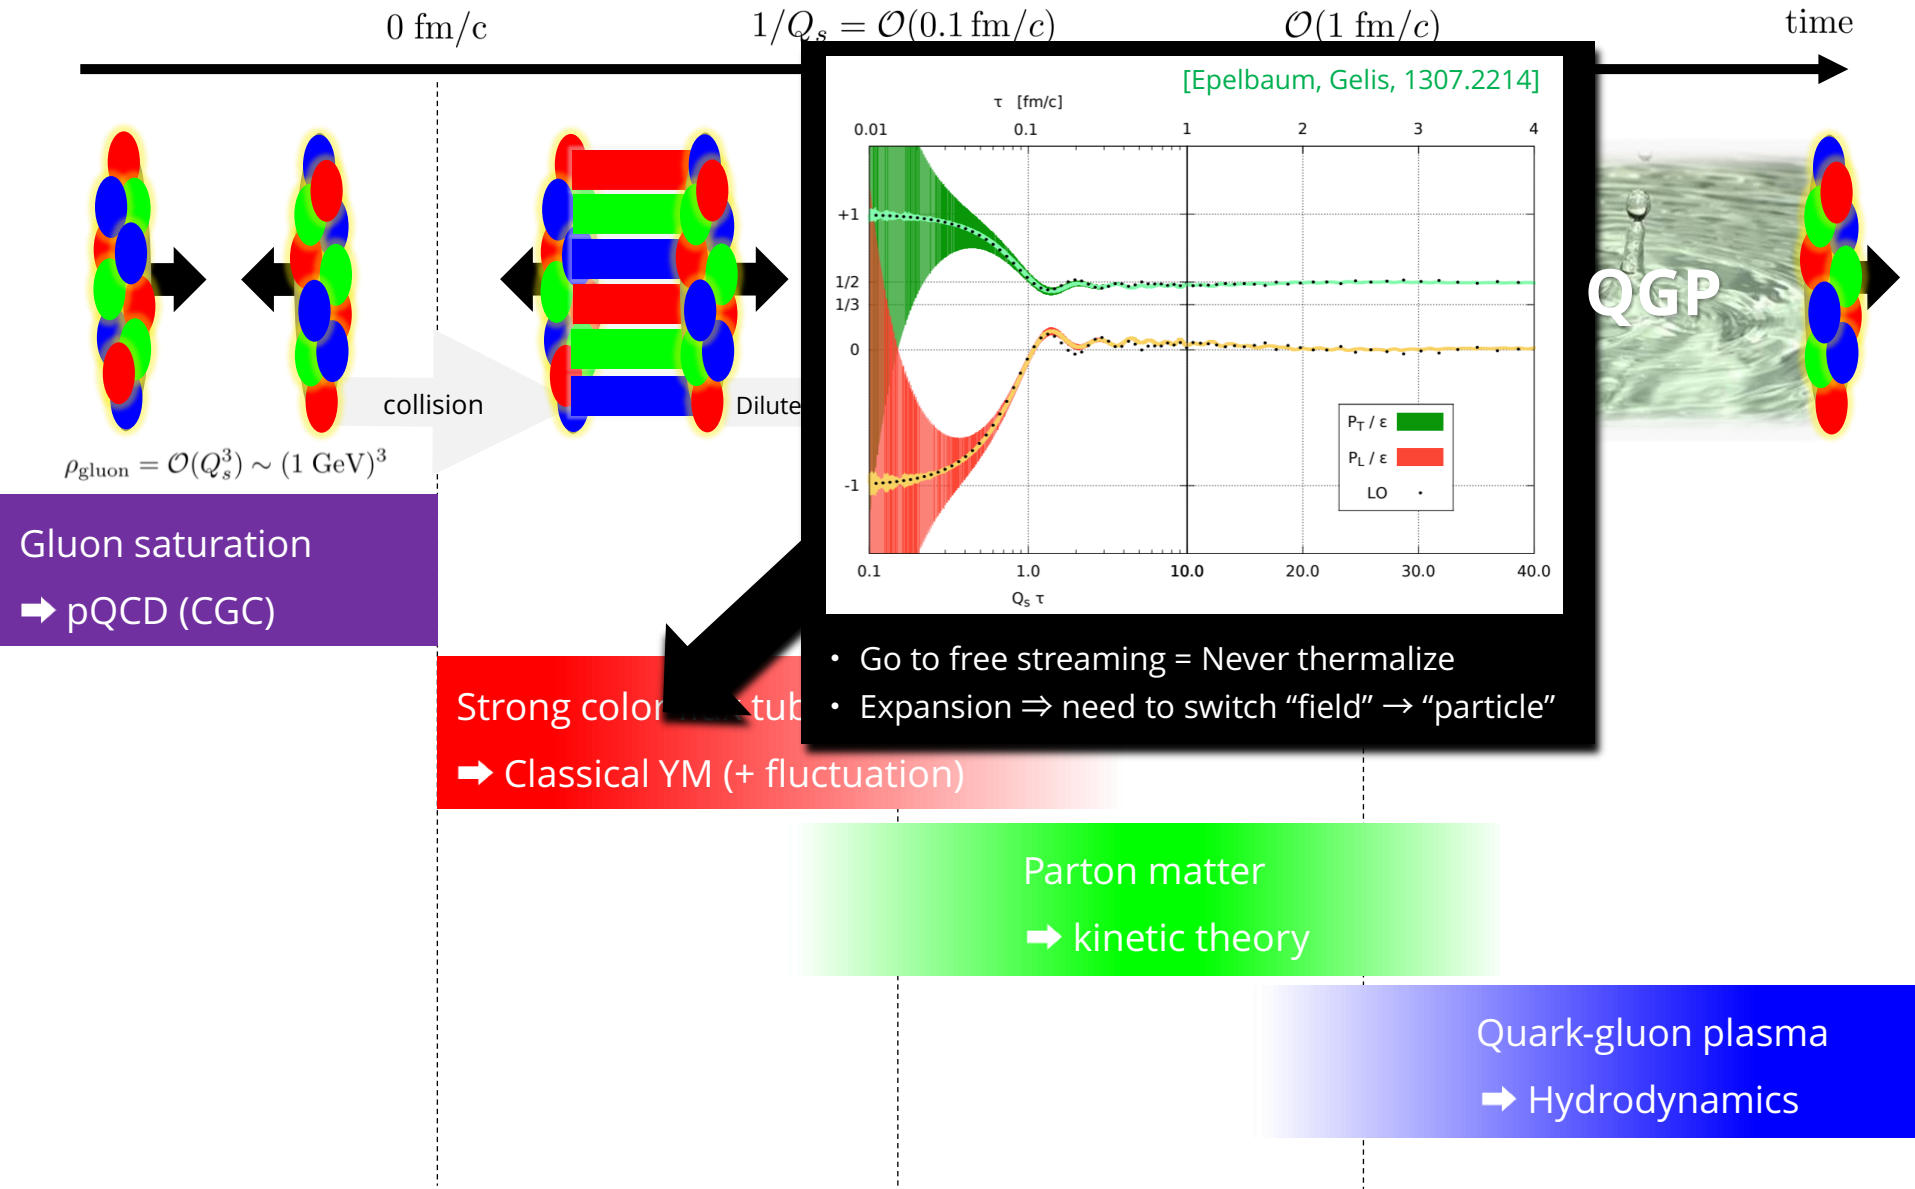 0 fm/c
1/Q_s = O(0.1 fm/c)
O(1 fm/c)
time
[Epelbaum, Gelis, 1307.2214]
τ [fm/c]
0.01 0.1 1 2 3 4
+1
1/2
1/3
0
-1
P_T / ε
P_L / ε
LO
0.1 1.0 10.0 20.0 30.0 40.0
Q_s τ
QGP
collision
Dilute
ρ_gluon = O(Q_s^3) ∼ (1 GeV)^3
Gluon saturation
➡ pQCD (CGC)
• Go to free streaming = Never thermalize
• Expansion ⇒ need to switch “field” → “particle”
Strong color
➡ Classical YM (+ fluctuation)
Parton matter
➡ kinetic theory
Quark-gluon plasma
➡ Hydrodynamics